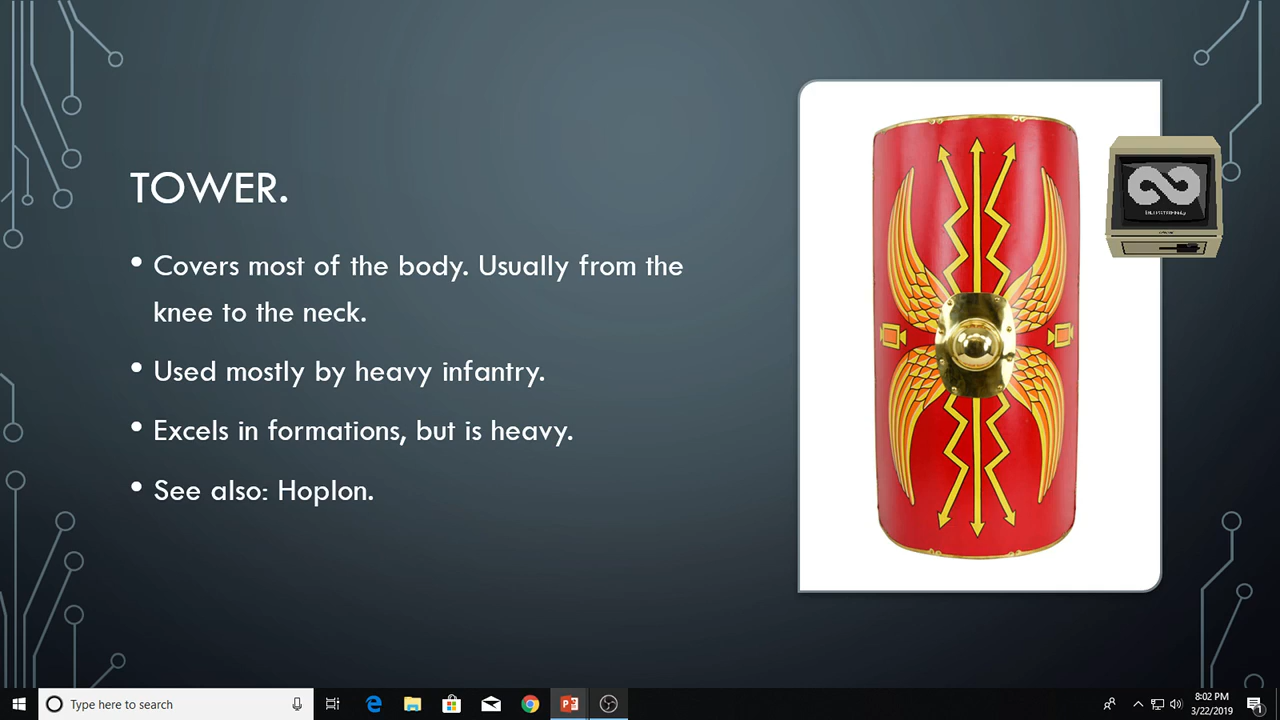 TOWER.
• Covers most of the body. Usually from the
knee to the neck.
• Used mostly by heavy infantry.
• Excels in formations, but is heavy.
• See also: Hoplon.
Type here to search
8:02 PM
3/22/2019
1